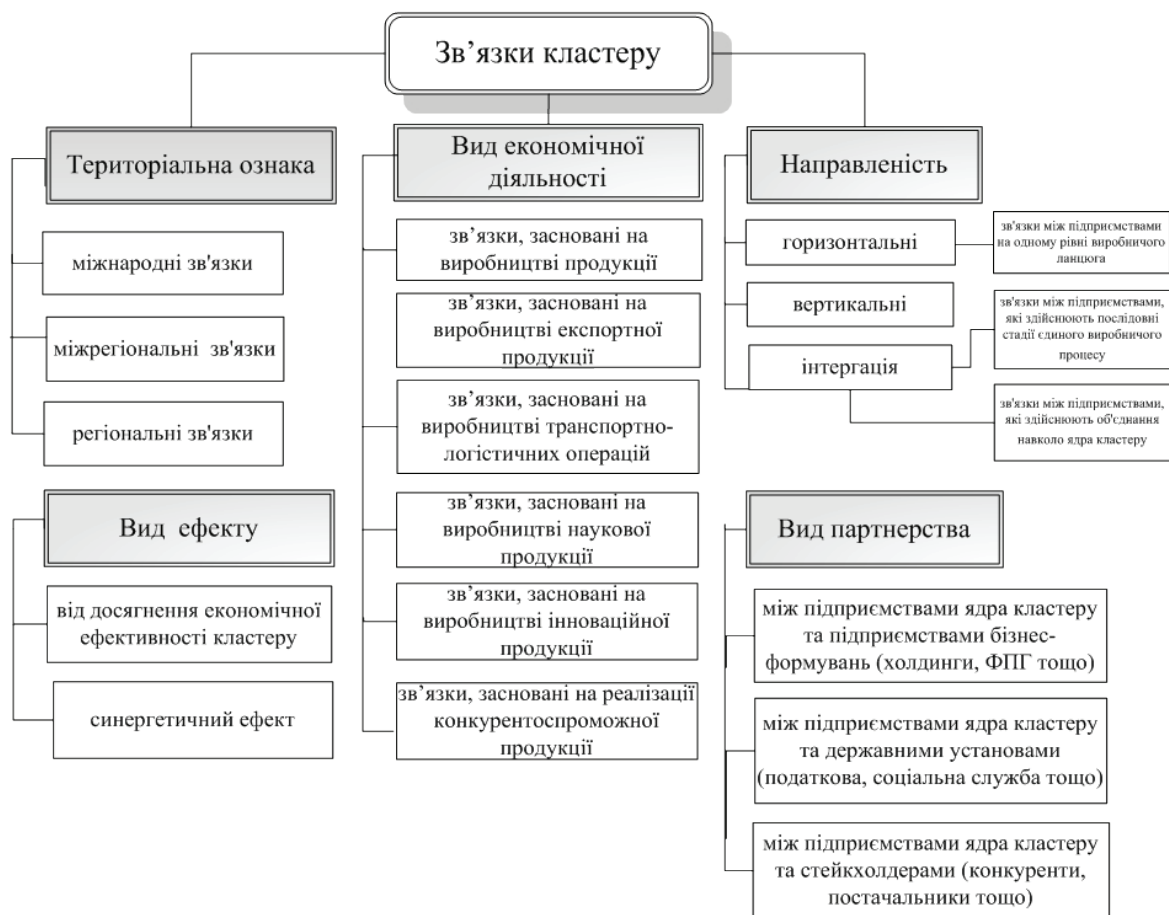 Зв’язки кластеру
Територіальна ознака
міжнародні зв'язки
міжрегіональні зв'язки
регіональні зв'язки
Вид ефекту
від досягнення економічної
ефективності кластеру
синергетичний ефект
Вид економічної
діяльності
зв’язки, засновані на
виробництві продукції
зв’язки, засновані на
виробництві експортної
продукції
зв’язки, засновані на
виробництві транспортно-
логістичних операцій
зв’язки, засновані на
виробництві наукової
продукції
зв’язки, засновані на
виробництві інноваційної
продукції
зв’язки, засновані на реалізації
конкурентоспроможної
продукції
Направленість
горизонтальні
зв'язки між підприємствами
на одному рівні виробничого
ланцюга
вертикальні
зв'язки між підприємствами,
які здійснюють послідовні
стадії єдиного виробничого
процесу
інтергація
зв'язки між підприємствами,
які здійснюють об'єднання
навколо ядра кластеру
Вид партнерства
між підприємствами ядра кластеру
та підприємствами бізнес-
формувань (холдинги, ФПГ тощо)
між підприємствами ядра кластеру
та державними установами
(податкова, соціальна служба тощо)
між підприємствами ядра кластеру
та стейкхолдерами (конкуренти,
постачальники тощо)